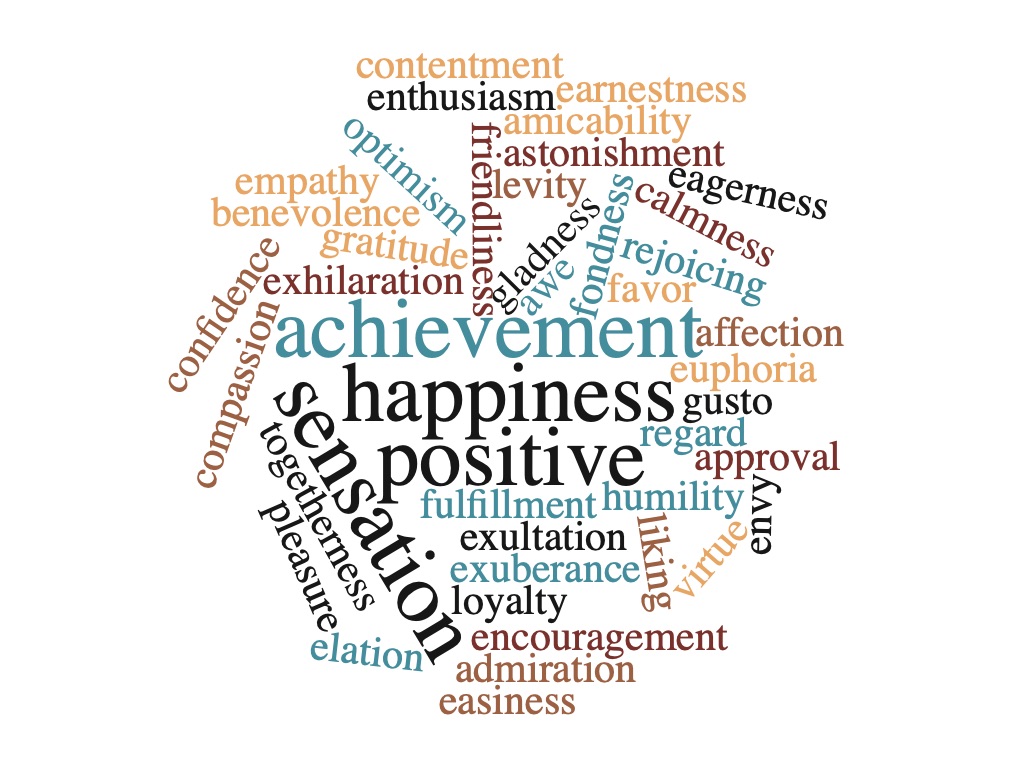 contentment
enthusiasm
earnestness
amicability
optimism
friendliness
astonishment
empathy
levity
eagerness
calmness
benevolence
gratitude
gladness
fondness
rejoicing
confidence
exhilaration
awe
favor
compassion
achievement
affection
happiness
euphoria
gusto
sensation
positive
regard
approval
togetherness
fulfillment
humility
envy
pleasure
exultation
liking
virtue
exuberance
loyalty
elation
encouragement
admiration
easiness